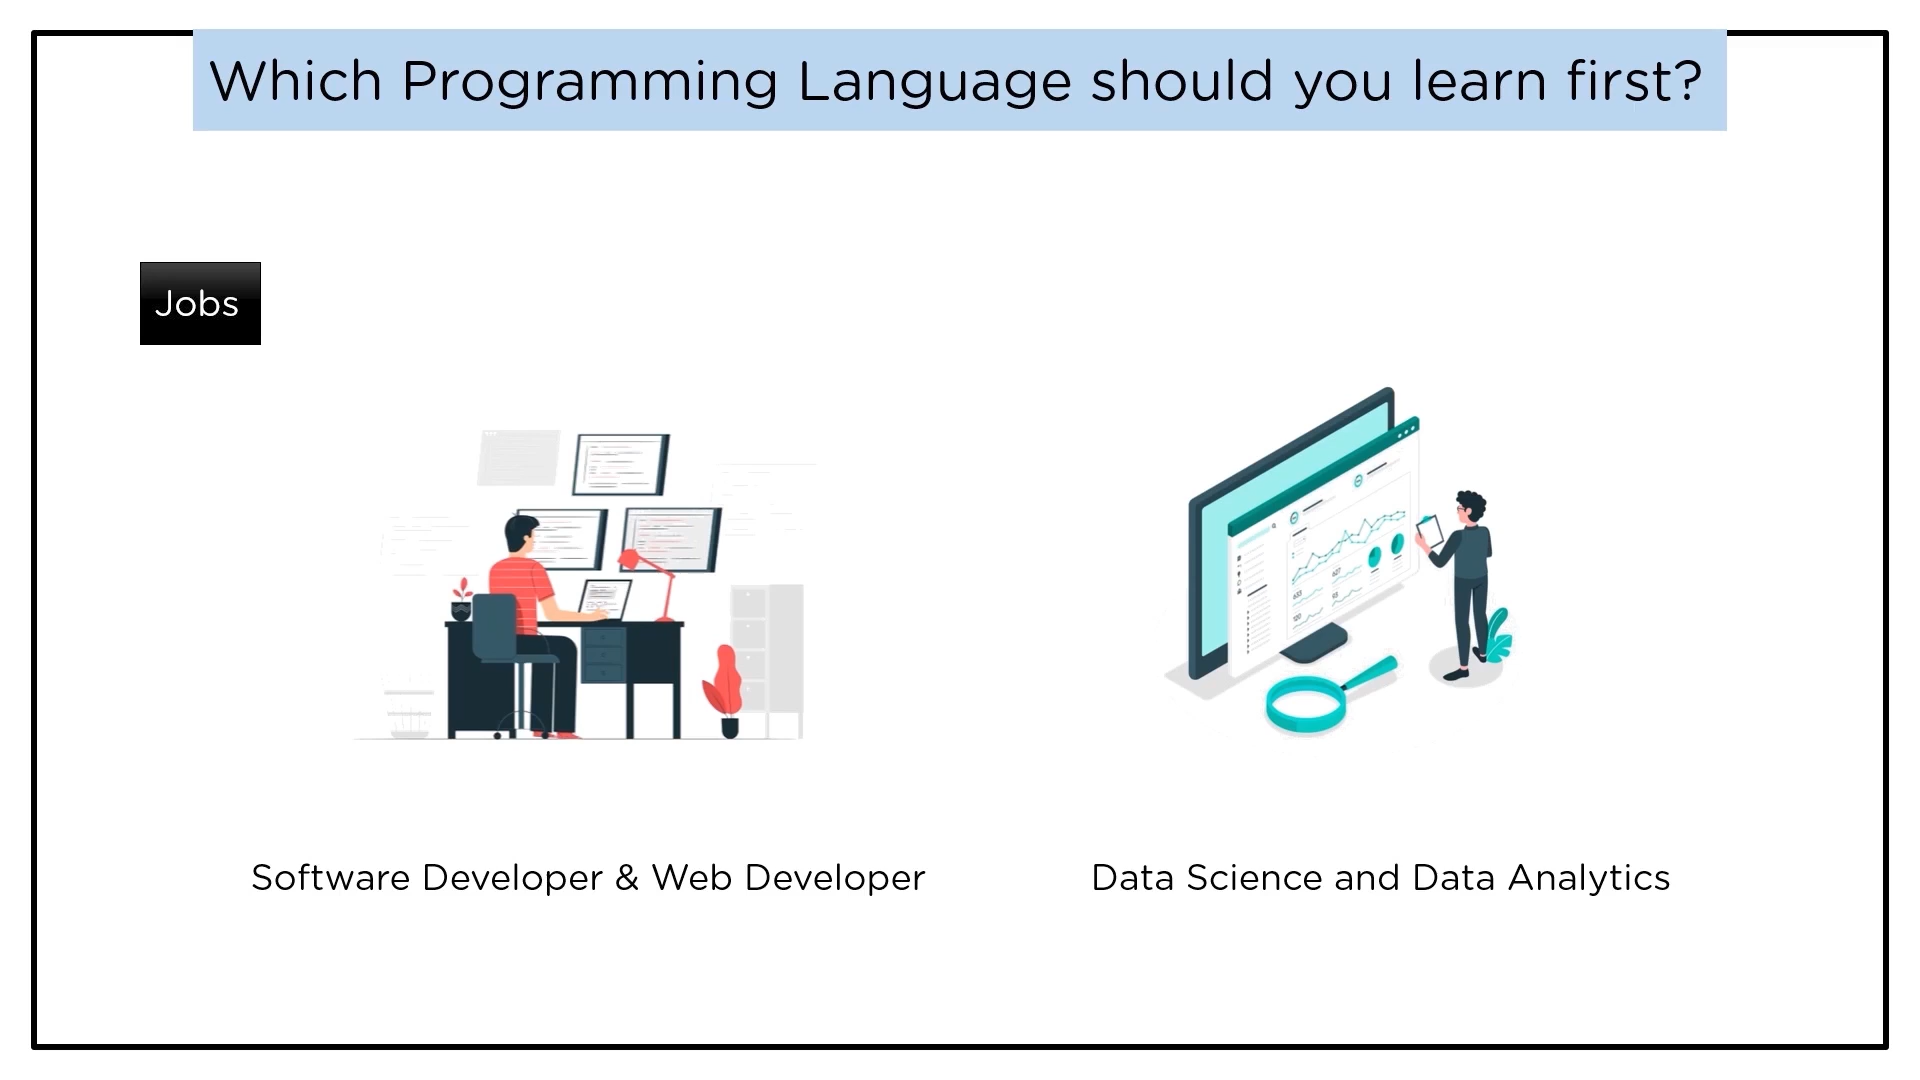 Which Programming Language should you learn first?
Jobs
Software Developer & Web Developer
Data Science and Data Analytics